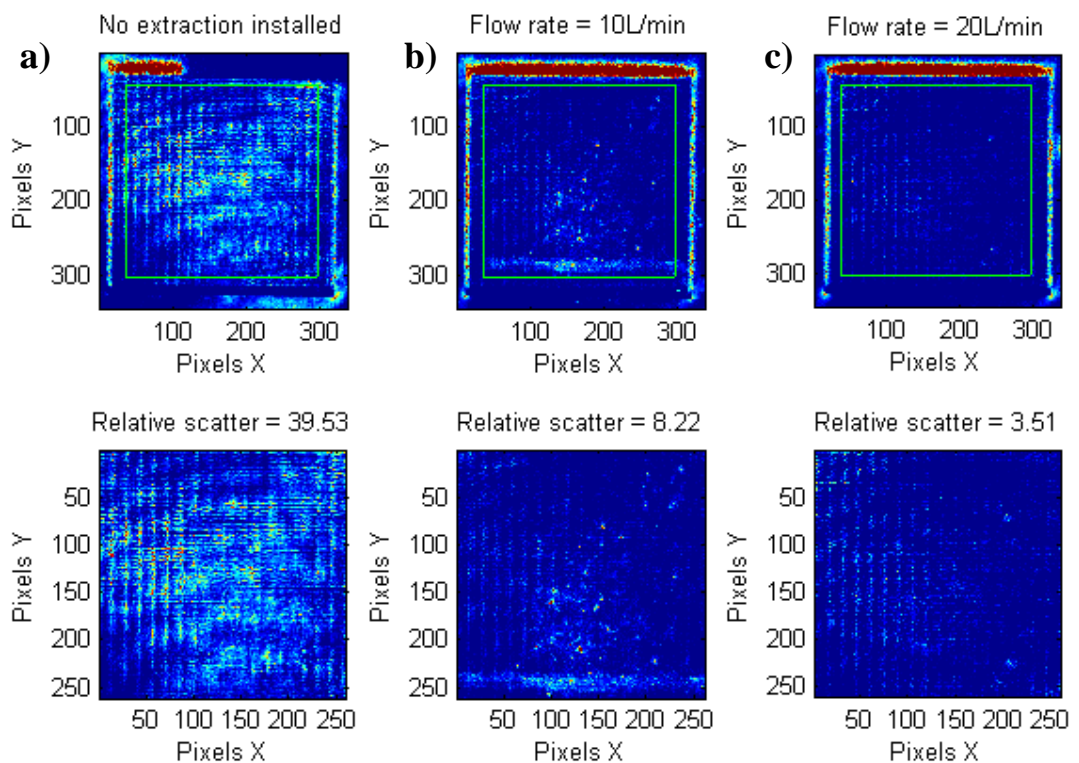 No extraction installed
Flow rate = 10L/min
Flow rate = 20L/min
a)
b)
c)
Pixels Y
100
200
300
100 200 300
Pixels X
Pixels Y
100
200
300
100 200 300
Pixels X
Pixels Y
100
200
300
100 200 300
Pixels X
Relative scatter = 39.53
Relative scatter = 8.22
Relative scatter = 3.51
Pixels Y
50
100
150
200
250
50 100 150 200 250
Pixels X
Pixels Y
50
100
150
200
250
50 100 150 200 250
Pixels X
Pixels Y
50
100
150
200
250
50 100 150 200 250
Pixels X